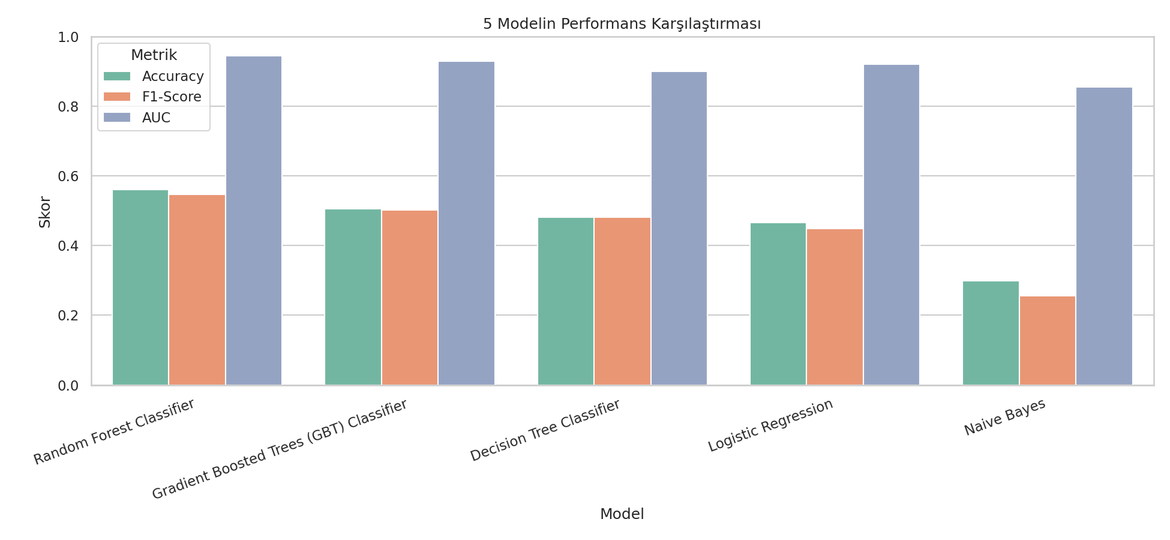 5 Modelin Performans Karşılaştırması
Metrik
Accuracy
F1-Score
AUC
Skor
1.0
0.8
0.6
0.4
0.2
0.0
Random Forest Classifier
Gradient Boosted Trees (GBT) Classifier
Decision Tree Classifier
Logistic Regression
Naive Bayes
Model